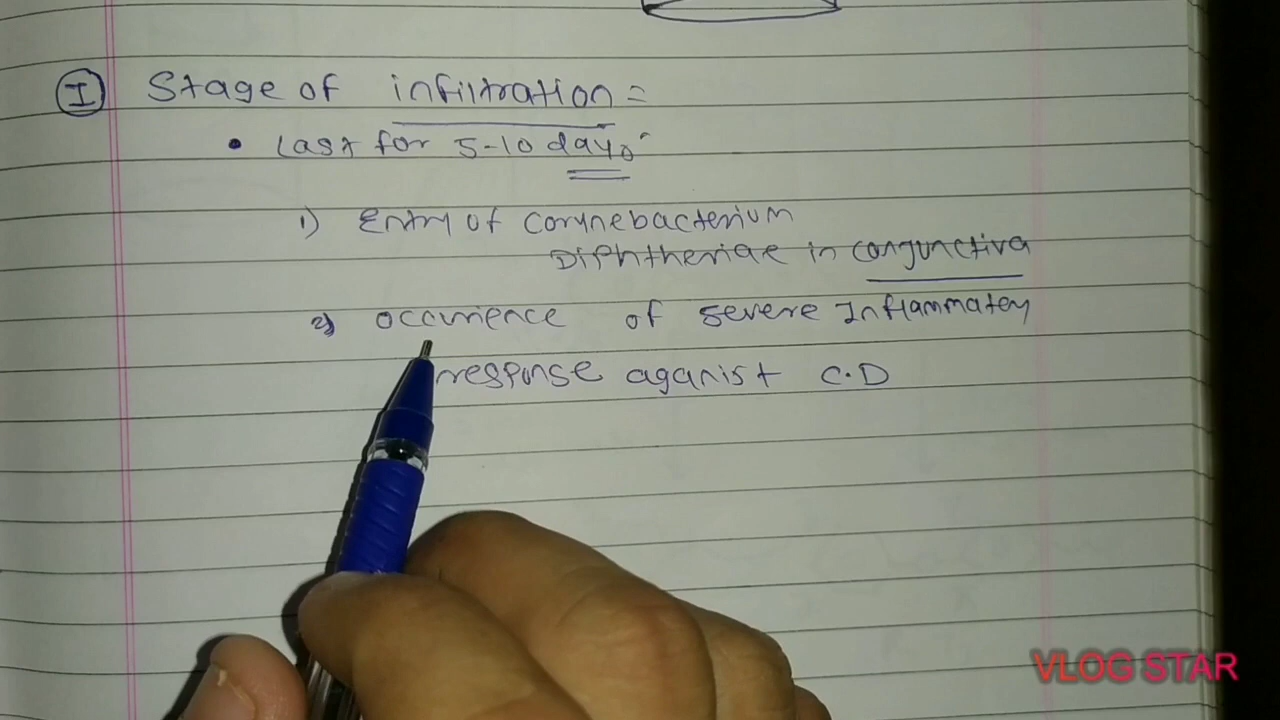 I Stage of infiltration =
• Last for 5-10 days
1) Entry of Corynebacterium
Diphtheriae in conjunctiva
2) occurrence of severe Inflammatory
response aganist C.D
VLOG STAR